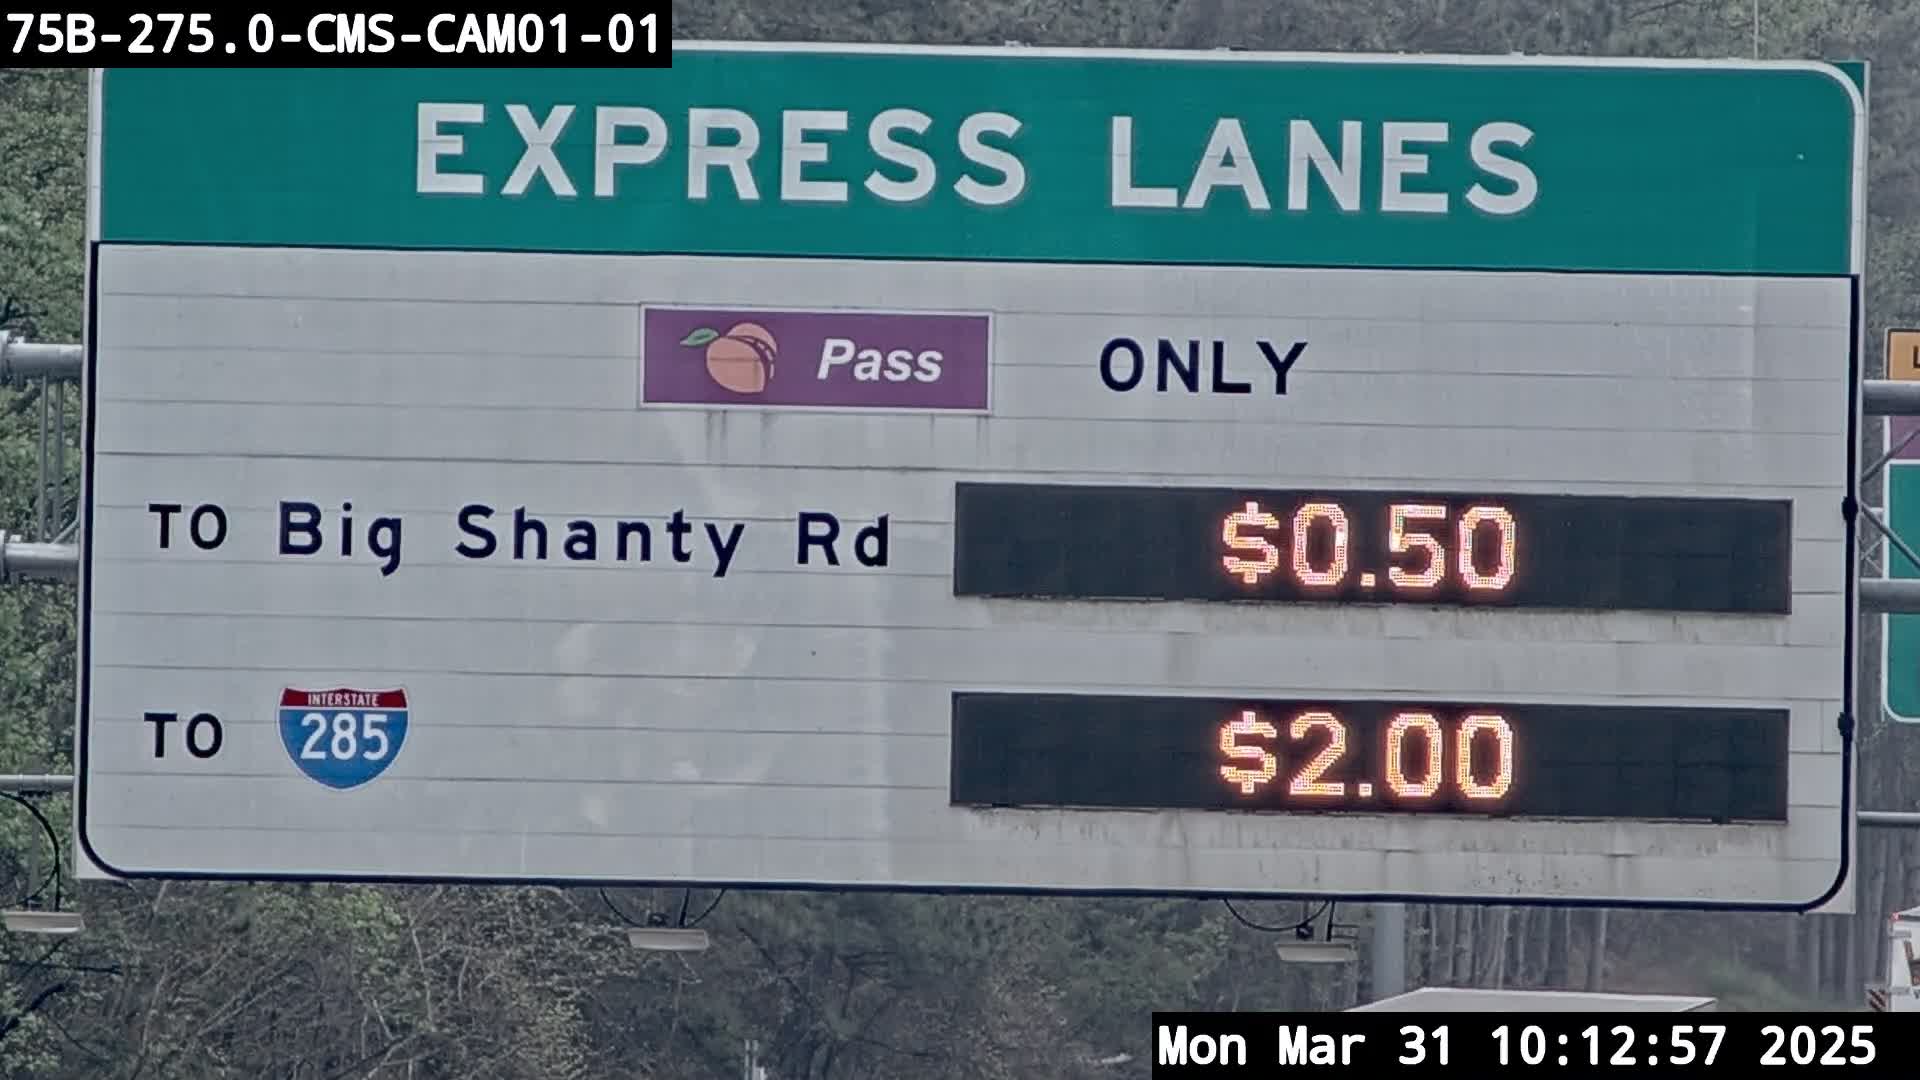 75B-275.0-CMS-CAM01-01
EXPRESS LANES
Pass ONLY
TO Big Shanty Rd $0.50
INTERSTATE
TO 285 $2.00
Mon Mar 31 10:12:57 2025